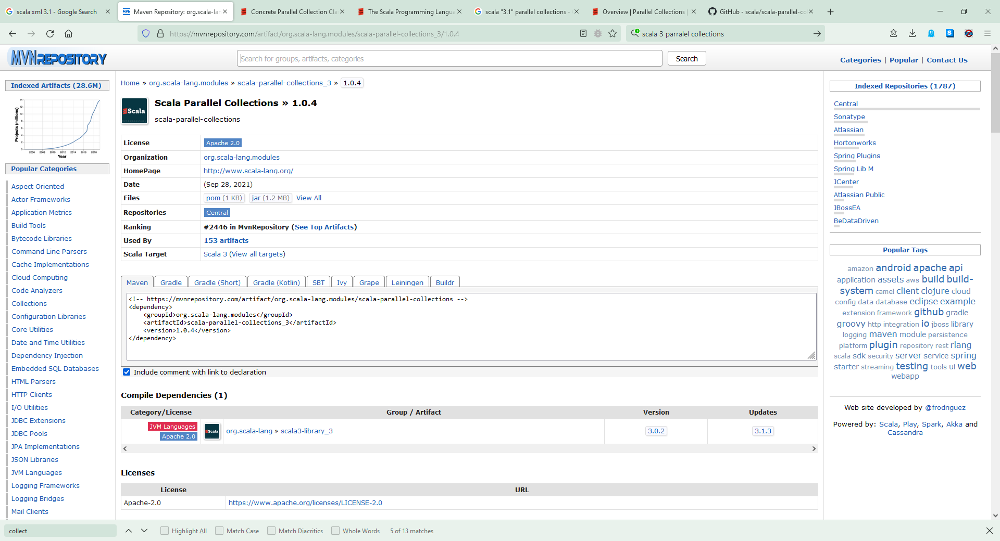 scala xml 3.1 - Google Search
Maven Repository: org.scala-lan
Concrete Parallel Collection Cla
The Scala Programming Langua
scala "3.1" parallel collections -
Overview | Parallel Collections |
GitHub - scala/scala-parallel-co
https://mvnrepository.com/artifact/org.scala-lang.modules/scala-parallel-collections_3/1.0.4
scala 3 parralel collections
MVNREPOSITORY
Search for groups, artifacts, categories
Search
Categories | Popular | Contact Us
Indexed Artifacts (28.6M)
Projects (millions)
14
12
10
8
6
4
2
0
2006 2008 2010 2012 2014 2016 2018
Year
Popular Categories
Aspect Oriented
Actor Frameworks
Application Metrics
Build Tools
Bytecode Libraries
Command Line Parsers
Cache Implementations
Cloud Computing
Code Analyzers
Collections
Configuration Libraries
Core Utilities
Date and Time Utilities
Dependency Injection
Embedded SQL Databases
HTML Parsers
HTTP Clients
I/O Utilities
JDBC Extensions
JDBC Pools
JPA Implementations
JSON Libraries
JVM Languages
Logging Frameworks
Logging Bridges
Mail Clients
Home » org.scala-lang.modules » scala-parallel-collections_3 » 1.0.4
Scala
Scala Parallel Collections » 1.0.4
scala-parallel-collections
License Apache 2.0
Organization org.scala-lang.modules
HomePage http://www.scala-lang.org/
Date (Sep 28, 2021)
Files pom (1 KB) jar (1.2 MB) View All
Repositories Central
Ranking #2446 in MvnRepository (See Top Artifacts)
Used By 153 artifacts
Scala Target Scala 3 (View all targets)
Maven Gradle Gradle (Short) Gradle (Kotlin) SBT Ivy Grape Leiningen Buildr
<!-- https://mvnrepository.com/artifact/org.scala-lang.modules/scala-parallel-collections -->
<dependency>
<groupId>org.scala-lang.modules</groupId>
<artifactId>scala-parallel-collections_3</artifactId>
<version>1.0.4</version>
</dependency>
Include comment with link to declaration
Compile Dependencies (1)
Category/License Group / Artifact Version Updates
JVM Languages
Apache 2.0
Scala
org.scala-lang » scala3-library_3 3.0.2 3.1.3
Licenses
License URL
Apache-2.0 https://www.apache.org/licenses/LICENSE-2.0
Indexed Repositories (1787)
Central
Sonatype
Atlassian
Hortonworks
Spring Plugins
Spring Lib M
JCenter
Atlassian Public
JBossEA
BeDataDriven
Popular Tags
amazon android apache api
application assets aws build build-
system camel client clojure cloud
config data database eclipse example
extension framework github gradle
groovy http integration io jboss library
logging maven module persistence
platform plugin repository rest rlang
scala sdk security server service spring
starter streaming testing tools ui web
webapp
Web site developed by @frodriguez
Powered by: Scala, Play, Spark, Akka and
Cassandra
collect
Highlight All
Match Case
Match Diacritics
Whole Words
5 of 13 matches